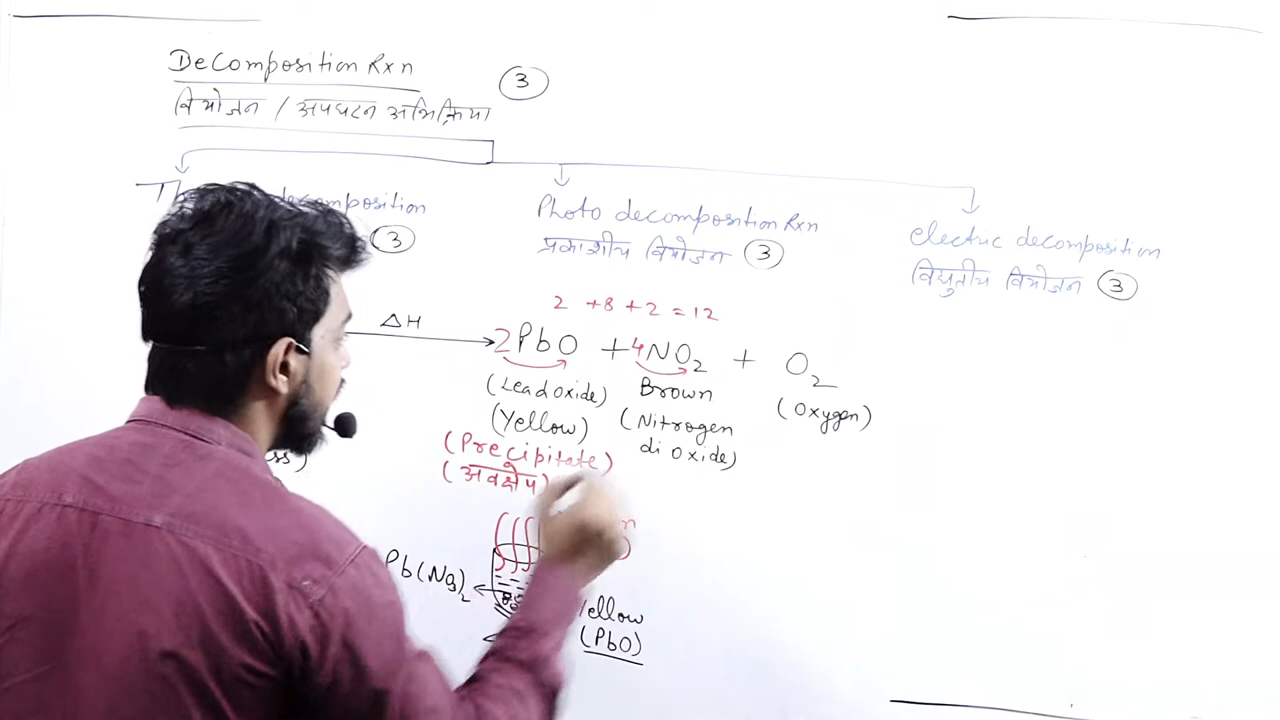 Decomposition Rxn
3
वियोजन / अपघटन अभिक्रिया
decomposition
3
Photo decomposition Rxn
प्रकाशीय वियोजन 3
electric decomposition
विद्युतीय वियोजन 3
2 +8 +2 = 12
ΔH
2PbO + 4NO₂ + O₂
(Lead oxide)
(Yellow)
(Precipitate)
(अवक्षेप)
Brown
(Nitrogen
di oxide)
(Oxygen)
Pb(NO₃)₂
Yellow
(PbO)